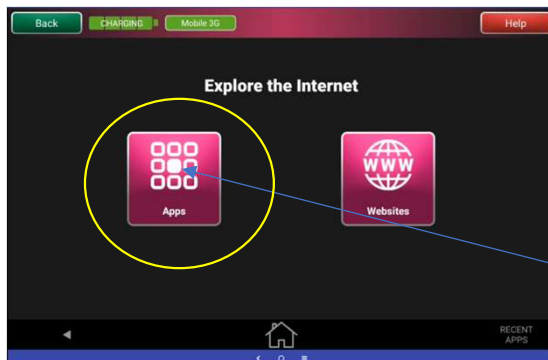 Back
CHARGING
Mobile 3G
Help
Explore the Internet
Apps
WWW
Websites
RECENT
APPS